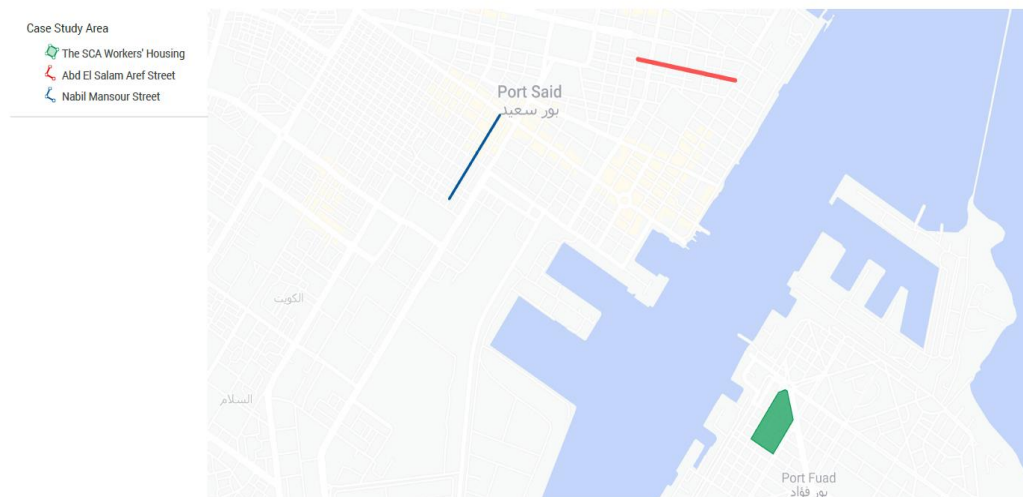 Case Study Area
The SCA Workers' Housing
Abd El Salam Aref Street
Nabil Mansour Street
Port Said
بور سعيد
الكويت
السلام
Port Fuad
بور فؤاد